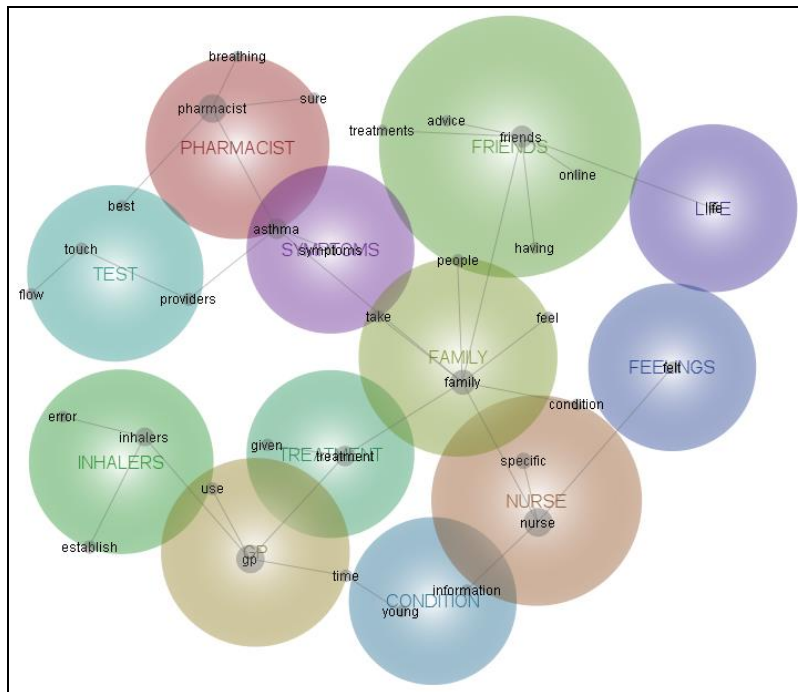 breathing
pharmacist
sure
PHARMACIST
treatments
advice
friends
FRIENDS
online
best
life
LIFE
asthma
touch
SYMPTOMS
symptoms
having
people
TEST
flow
providers
take
feel
FAMILY
family
FEELINGS
felt
condition
error
inhalers
INHALERS
given
TREATMENT
treatment
specific
use
NURSE
nurse
establish
GP
gp
time
information
CONDITION
young